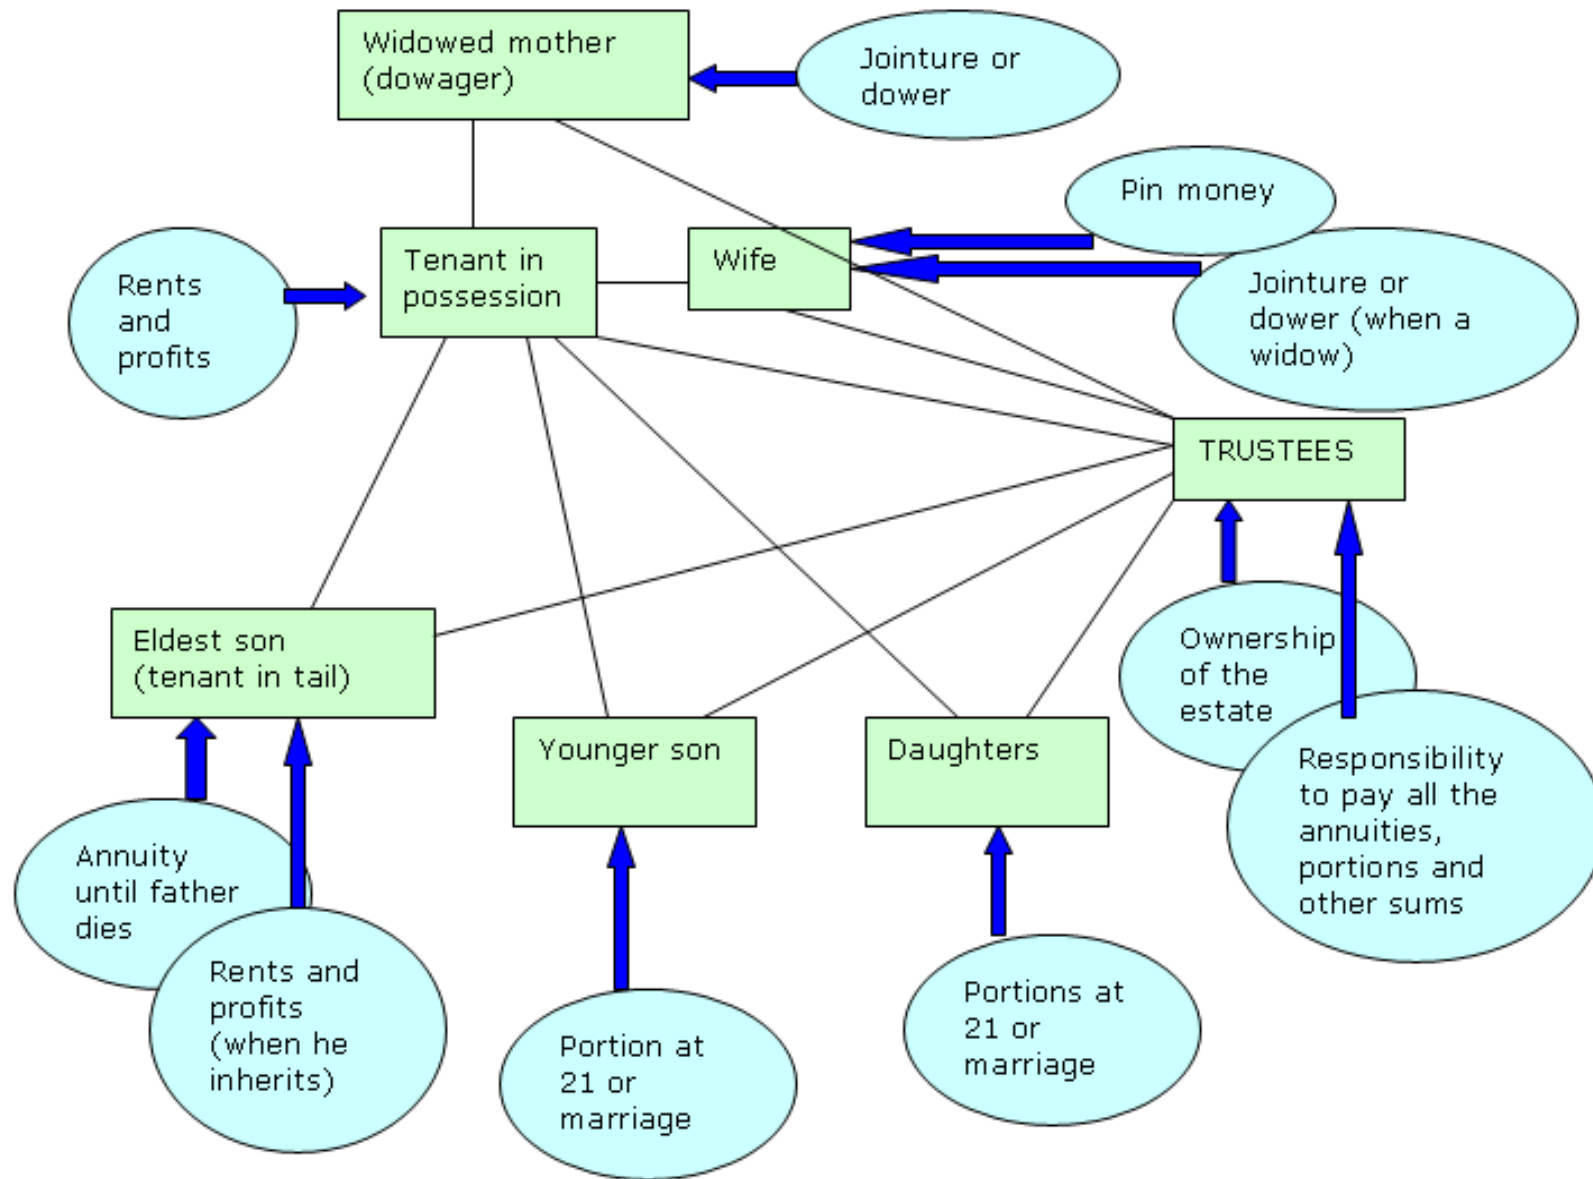 Widowed mother
(dowager)
Jointure or
dower
Pin money
Rents
and
profits
Tenant in
possession
Wife
Jointure or
dower (when a
widow)
TRUSTEES
Eldest son
(tenant in tail)
Ownership
of the
estate
Younger son
Daughters
Responsibility
to pay all the
annuities,
portions and
other sums
Annuity
until father
dies
Rents and
profits
(when he
inherits)
Portion at
21 or
marriage
Portions at
21 or
marriage